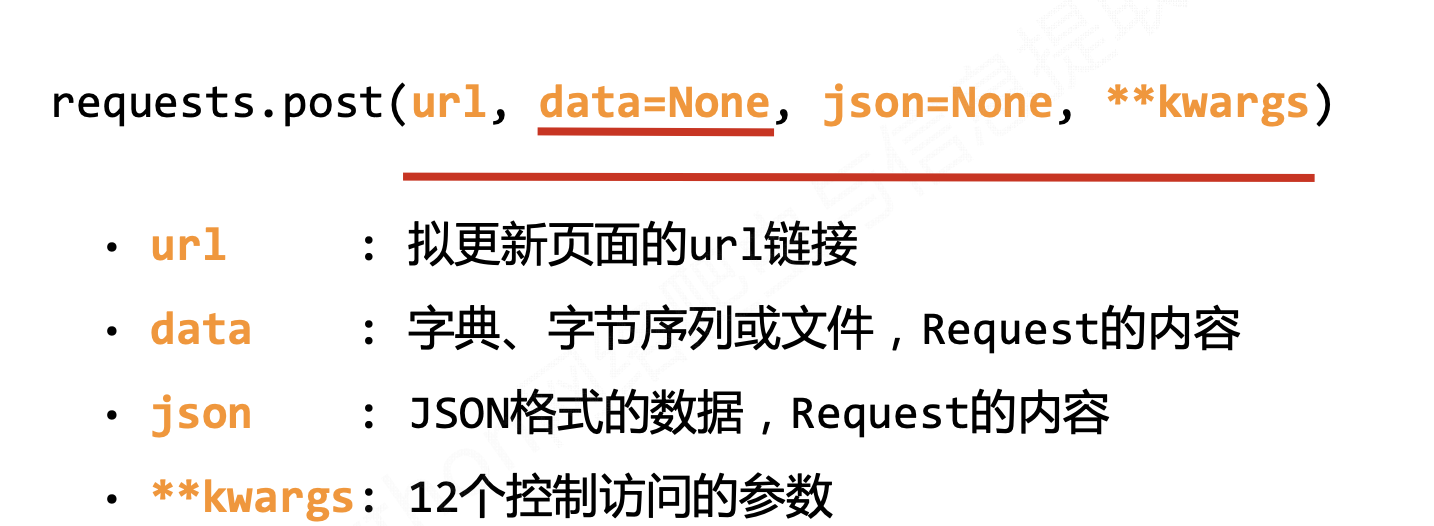 requests.post(url, data=None, json=None, **kwargs)
· url : 拟更新页面的url链接
· data : 字典、字节序列或文件，Request的内容
· json : JSON格式的数据，Request的内容
· **kwargs: 12个控制访问的参数